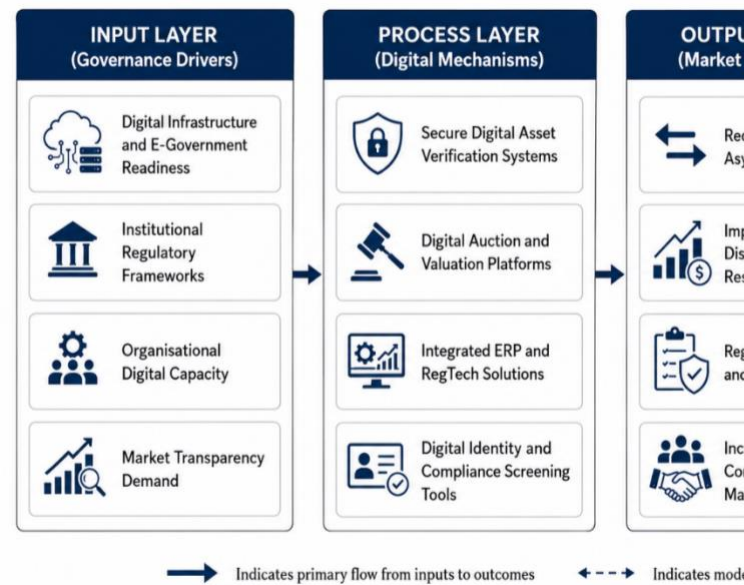 INPUT LAYER
(Governance Drivers)
Digital Infrastructure
and E-Government
Readiness
Institutional
Regulatory
Frameworks
Organisational
Digital Capacity
Market Transparency
Demand
PROCESS LAYER
(Digital Mechanisms)
Secure Digital Asset
Verification Systems
Digital Auction and
Valuation Platforms
Integrated ERP and
RegTech Solutions
Digital Identity and
Compliance Screening
Tools
(Market
$
and
Indicates primary flow from inputs to outcomes
Indicates